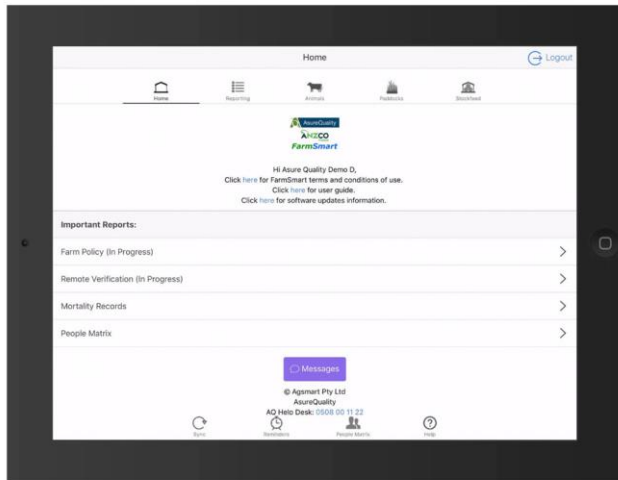 Home
Logout
Home
Reporting
Animals
Paddocks
Stockfeed
AsureQuality
ANZCO
FarmSmart
Hi Asure Quality Demo D,
Click here for FarmSmart terms and conditions of use.
Click here for user guide.
Click here for software updates information.
Important Reports:
Farm Policy (In Progress)
Remote Verification (In Progress)
Mortality Records
People Matrix
Messages
© Agsmart Pty Ltd
AsureQuality
AQ Help Desk: 0508 00 11 22
Sync
Reminders
People Matrix
Help